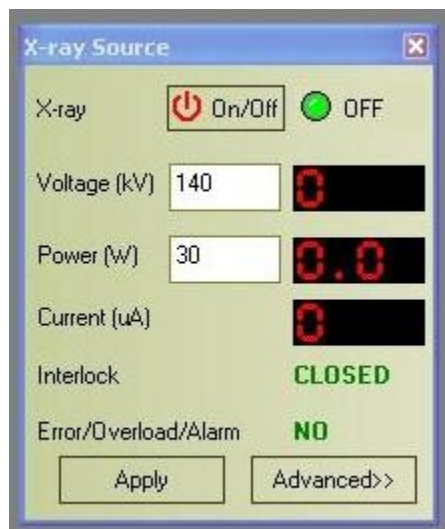 X-ray Source
X-ray On/Off OFF
Voltage (kV) 140 0
Power (W) 30 0.0
Current (uA) 0
Interlock CLOSED
Error/Overload/Alarm NO
Apply Advanced>>